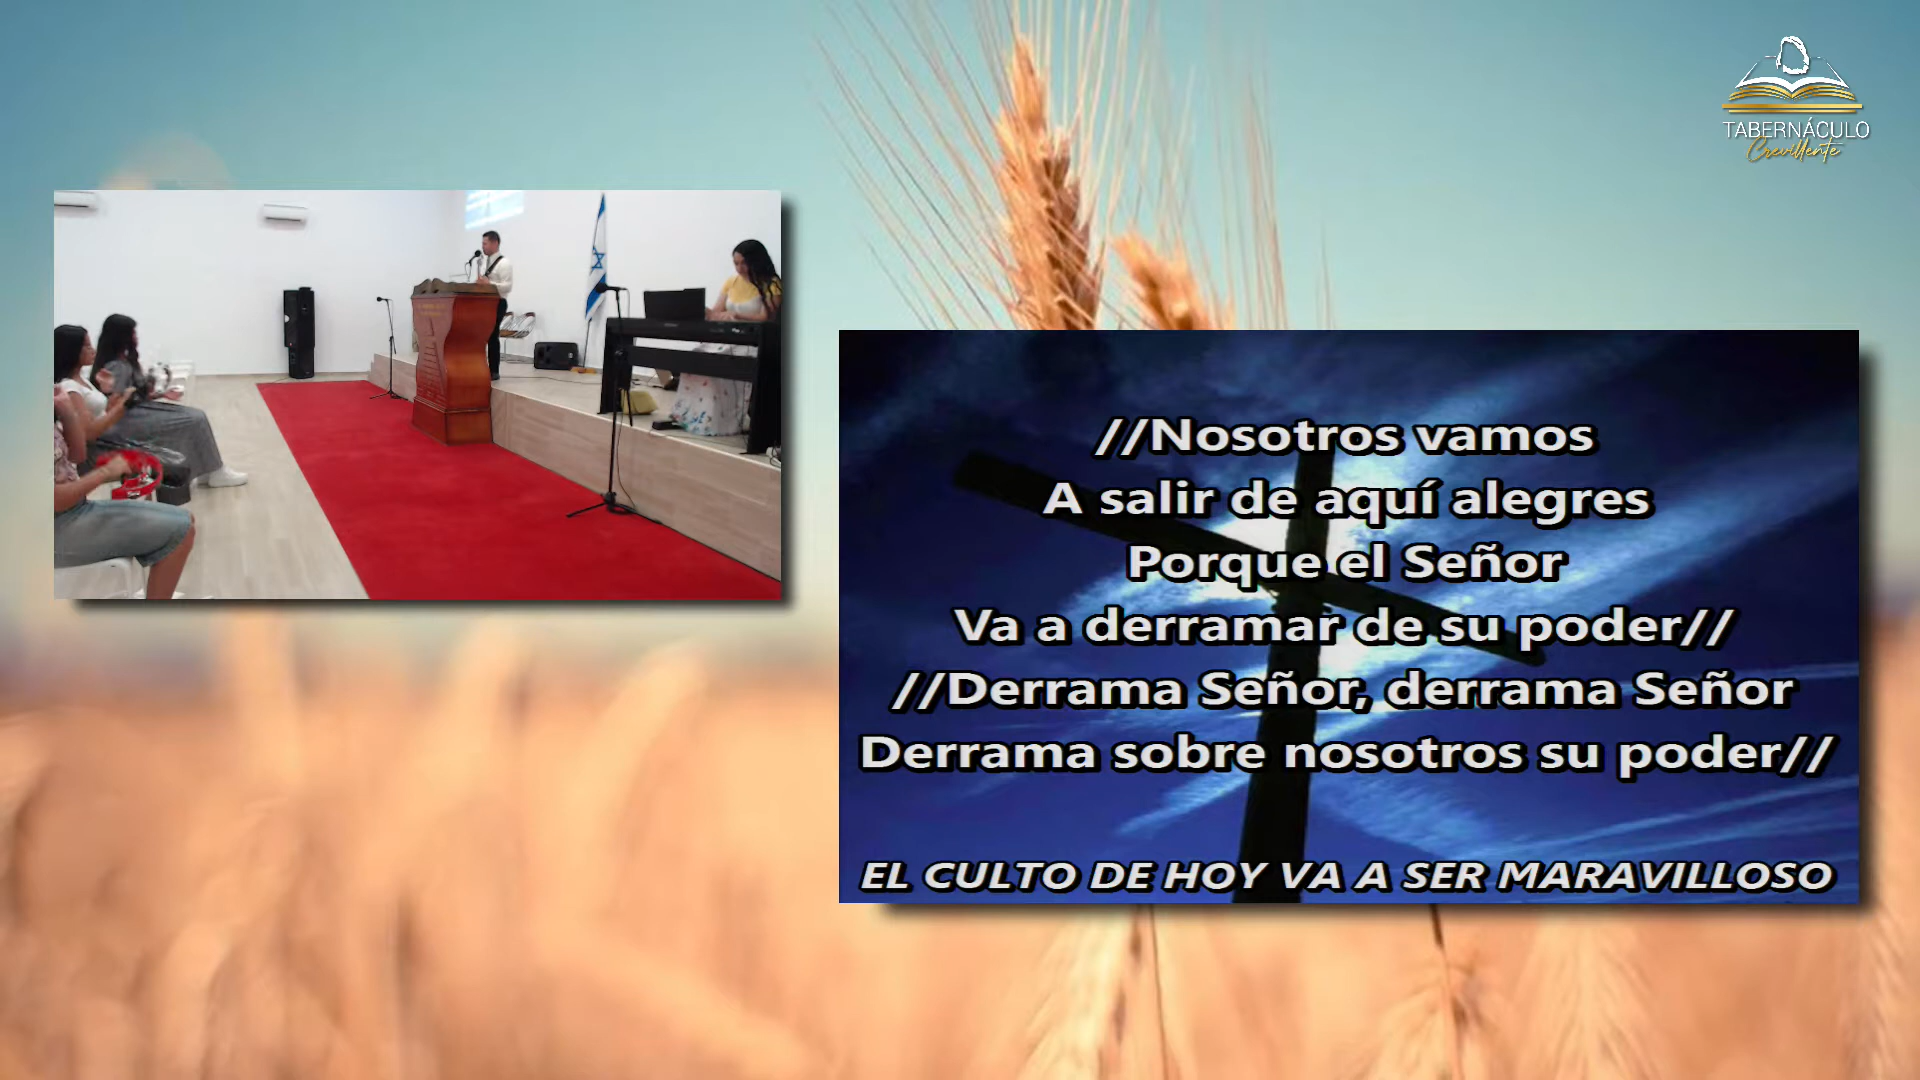 TABERNÁCULO
Crevillente
//Nosotros vamos
A salir de aquí alegres
Porque el Señor
Va a derramar de su poder//
//Derrama Señor, derrama Señor
Derrama sobre nosotros su poder//
EL CULTO DE HOY VA A SER MARAVILLOSO